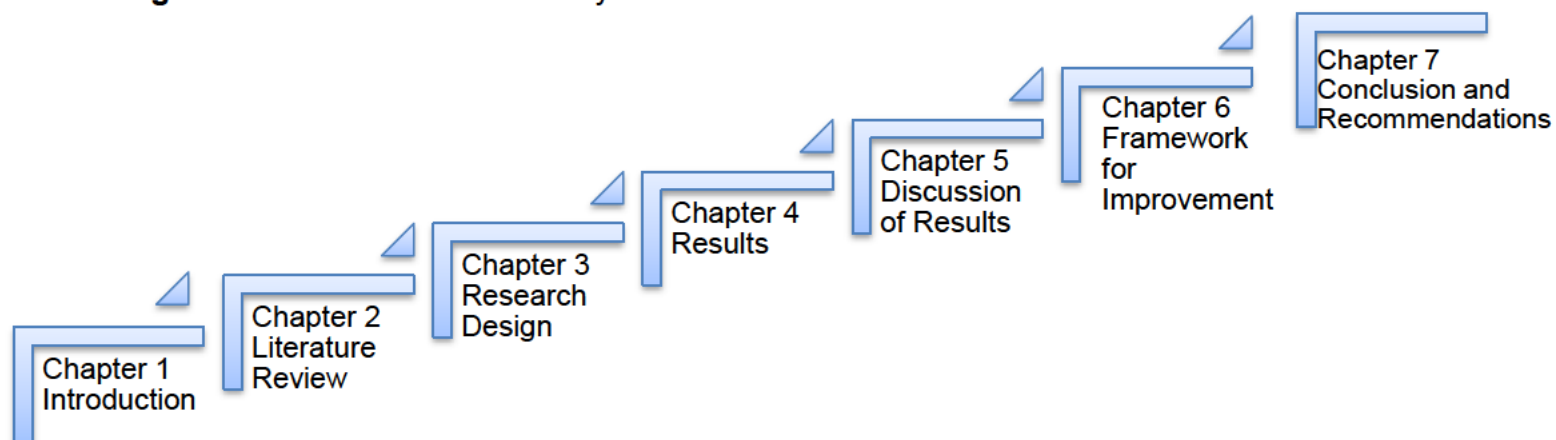 Chapter 1
Introduction
Chapter 2
Literature
Review
Chapter 3
Research
Design
Chapter 4
Results
Chapter 5
Discussion
of Results
Chapter 6
Framework
for
Improvement
Chapter 7
Conclusion and
Recommendations